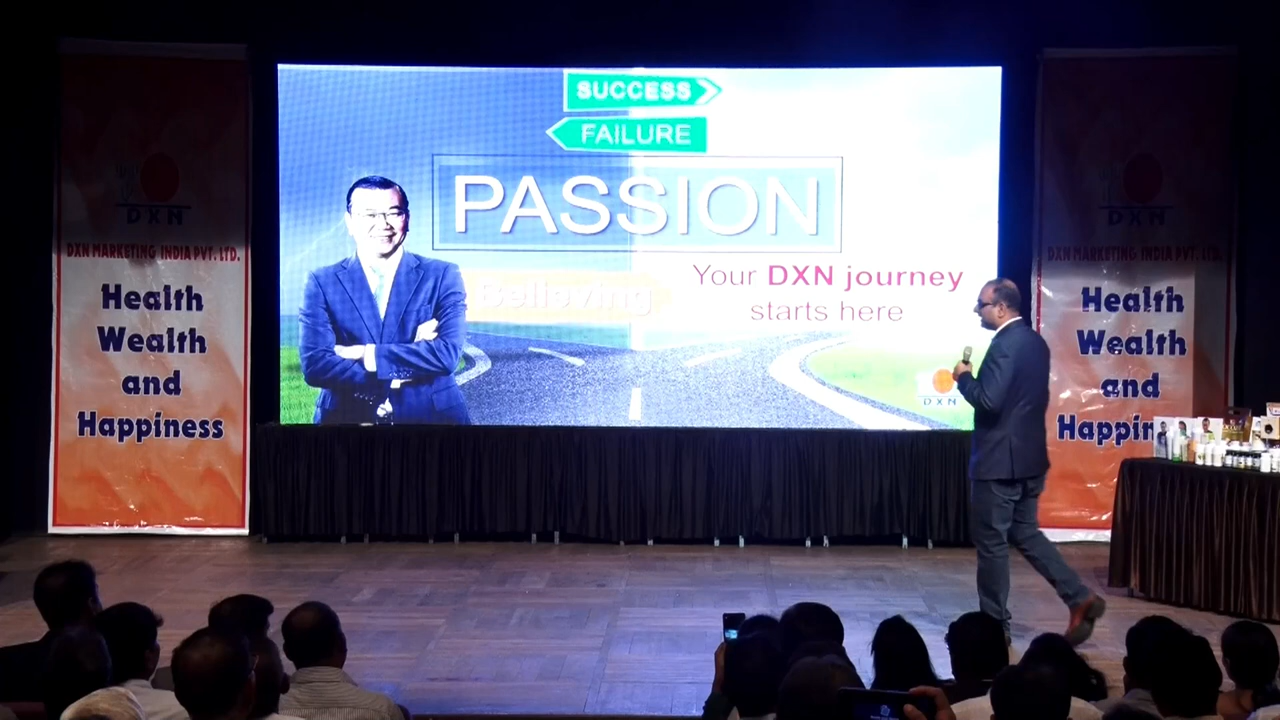 SUCCESS
FAILURE
PASSION
Believing
Your DXN journey
starts here
DXN
DXN
DXN MARKETING INDIA PVT. LTD.
Health
Wealth
and
Happiness
DXN
DXN MARKETING INDIA PVT. LTD.
Health
Wealth
and
Happin